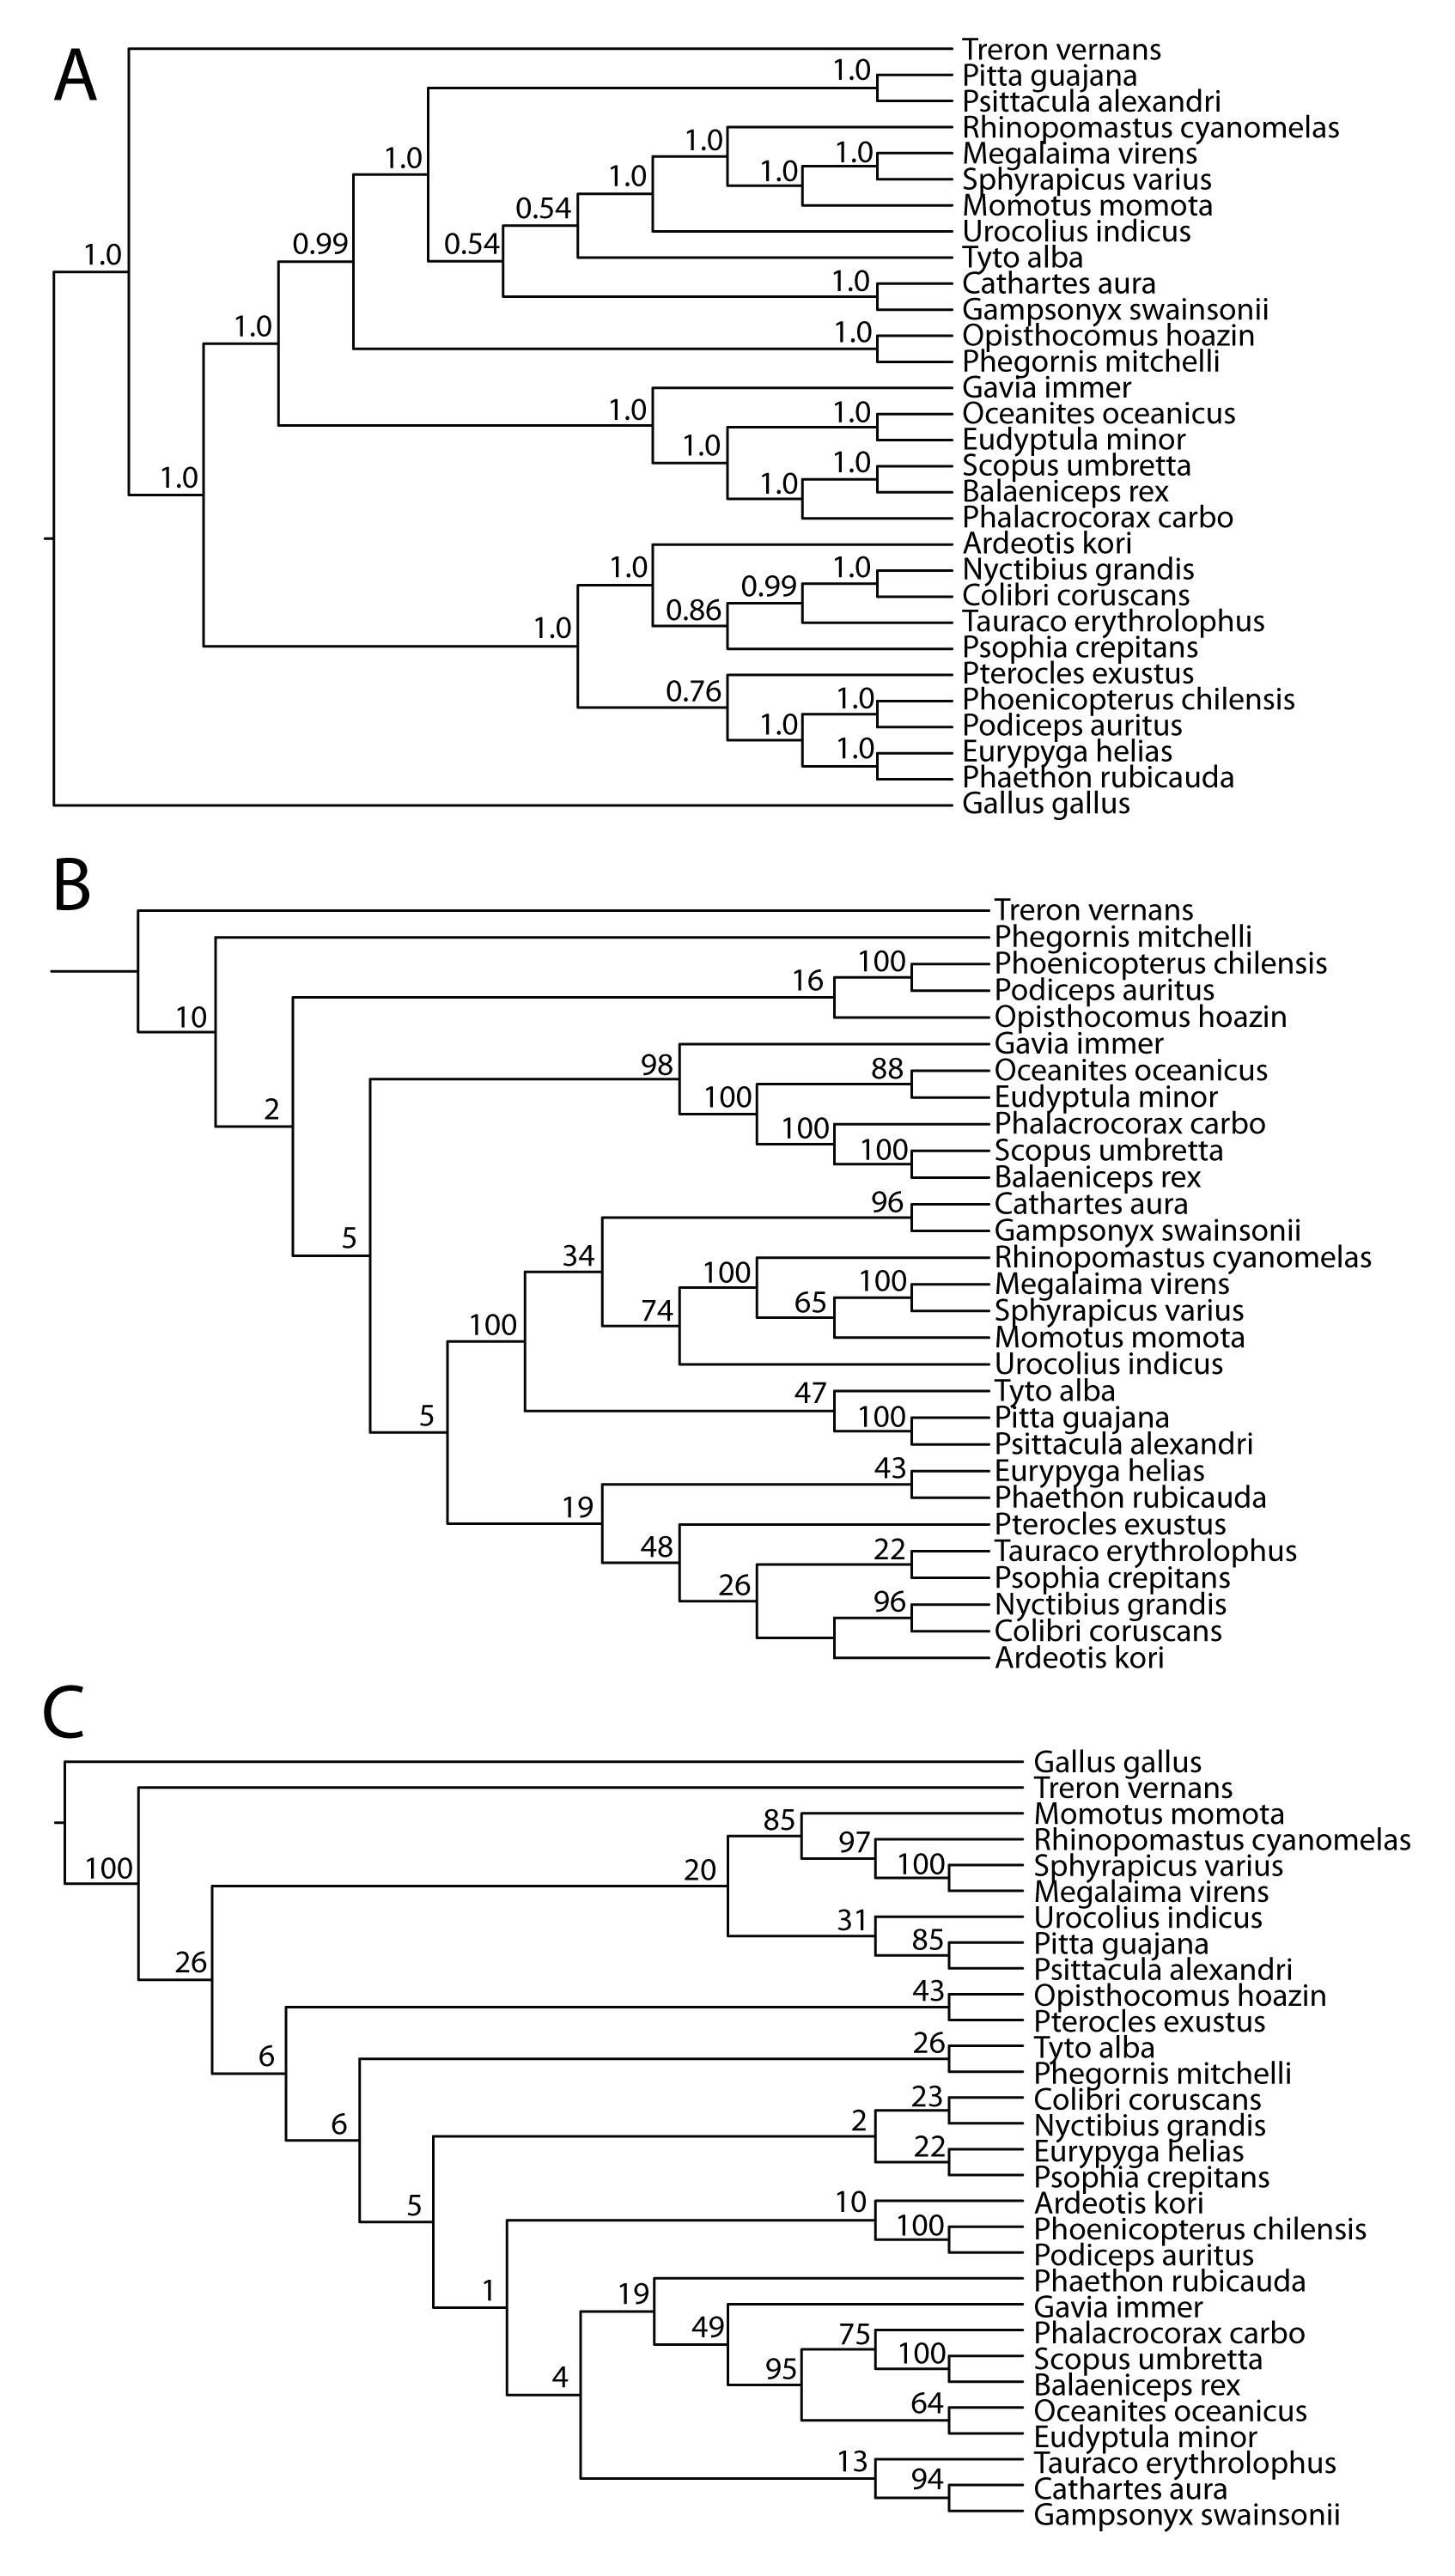 A
Treron vernans
1.0
Pitta guajana
Psittacula alexandri
1.0
Rhinopomastus cyanomelas
1.0
1.0
Megalaima virens
1.0
1.0
Sphyrapicus varius
Momotus momota
0.54
Urocolius indicus
1.0
0.99
0.54
Tyto alba
1.0
Cathartes aura
Gampsonyx swainsonii
1.0
1.0
Opisthocomus hoazin
Phegornis mitchelli
Gavia immer
1.0
1.0
Oceanites oceanicus
1.0
Eudyptula minor
1.0
1.0
1.0
Scopus umbretta
Balaeniceps rex
Phalacrocorax carbo
Ardeotis kori
1.0
1.0
Nyctibius grandis
0.99
Colibri coruscans
0.86
Tauraco erythrolophus
1.0
Psophia crepitans
Pterocles exustus
0.76
1.0
Phoenicopterus chilensis
1.0
Podiceps auritus
1.0
Eurypyga helias
Phaethon rubicauda
Gallus gallus
B
Treron vernans
Phegornis mitchelli
100
Phoenicopterus chilensis
16
Podiceps auritus
10
Opisthocomus hoazin
Gavia immer
98
88
Oceanites oceanicus
100
Eudyptula minor
2
Phalacrocorax carbo
100
100
Scopus umbretta
Balaeniceps rex
96
Cathartes aura
5
Gampsonyx swainsonii
34
Rhinopomastus cyanomelas
100
100
Megalaima virens
74
65
Sphyrapicus varius
100
Momotus momota
Urocolius indicus
47
Tyto alba
5
100
Pitta guajana
Psittacula alexandri
43
Eurypyga helias
Phaethon rubicauda
19
Pterocles exustus
48
22
Tauraco erythrolophus
26
Psophia crepitans
96
Nyctibius grandis
Colibri coruscans
Ardeotis kori
C
Gallus gallus
Treron vernans
85
Momotus momota
97
Rhinopomastus cyanomelas
100
20
100
Sphyrapicus varius
Megalaima virens
31
Urocolius indicus
85
Pitta guajana
26
Psittacula alexandri
43
Opisthocomus hoazin
Pterocles exustus
6
26
Tyto alba
Phegornis mitchelli
23
Colibri coruscans
6
2
Nyctibius grandis
22
Eurypyga helias
Psophia crepitans
5
10
Ardeotis kori
100
Phoenicopterus chilensis
Podiceps auritus
1
19
Phaethon rubicauda
Gavia immer
49
75
Phalacrocorax carbo
100
Scopus umbretta
4
95
Balaeniceps rex
64
Oceanites oceanicus
Eudyptula minor
13
Tauraco erythrolophus
94
Cathartes aura
Gampsonyx swainsonii